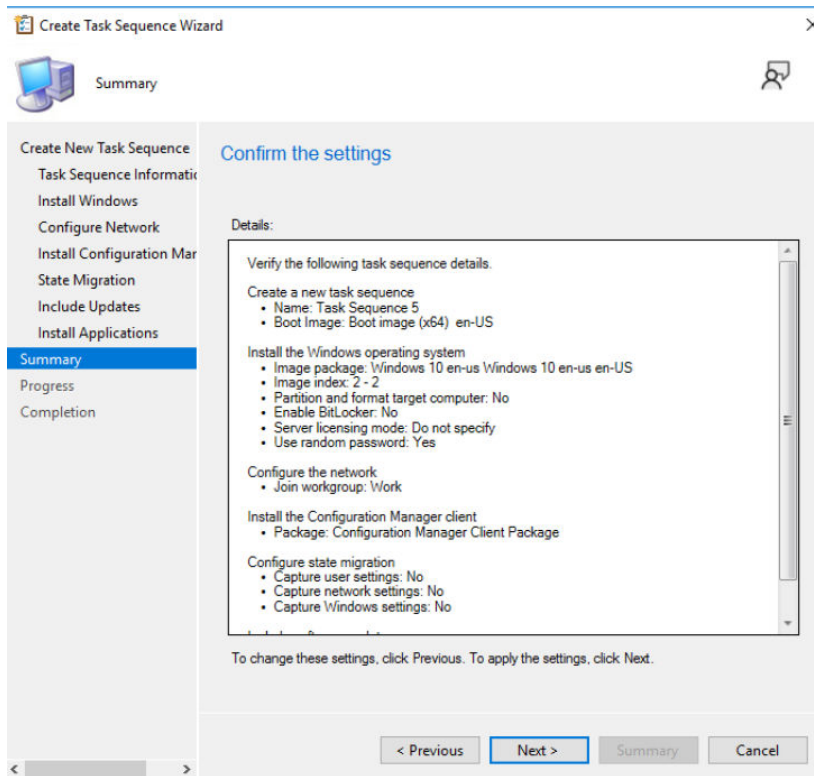 Create Task Sequence Wizard
Summary
Create New Task Sequence
Task Sequence Informatic
Install Windows
Configure Network
Install Configuration Mar
State Migration
Include Updates
Install Applications
Summary
Progress
Completion
Confirm the settings
Details:
Verify the following task sequence details.
Create a new task sequence
• Name: Task Sequence 5
• Boot Image: Boot image (x64) en-US
Install the Windows operating system
• Image package: Windows 10 en-us Windows 10 en-us en-US
• Image index: 2 - 2
• Partition and format target computer: No
• Enable BitLocker: No
• Server licensing mode: Do not specify
• Use random password: Yes
Configure the network
• Join workgroup: Work
Install the Configuration Manager client
• Package: Configuration Manager Client Package
Configure state migration
• Capture user settings: No
• Capture network settings: No
• Capture Windows settings: No
To change these settings, click Previous. To apply the settings, click Next.
< Previous
Next >
Summary
Cancel